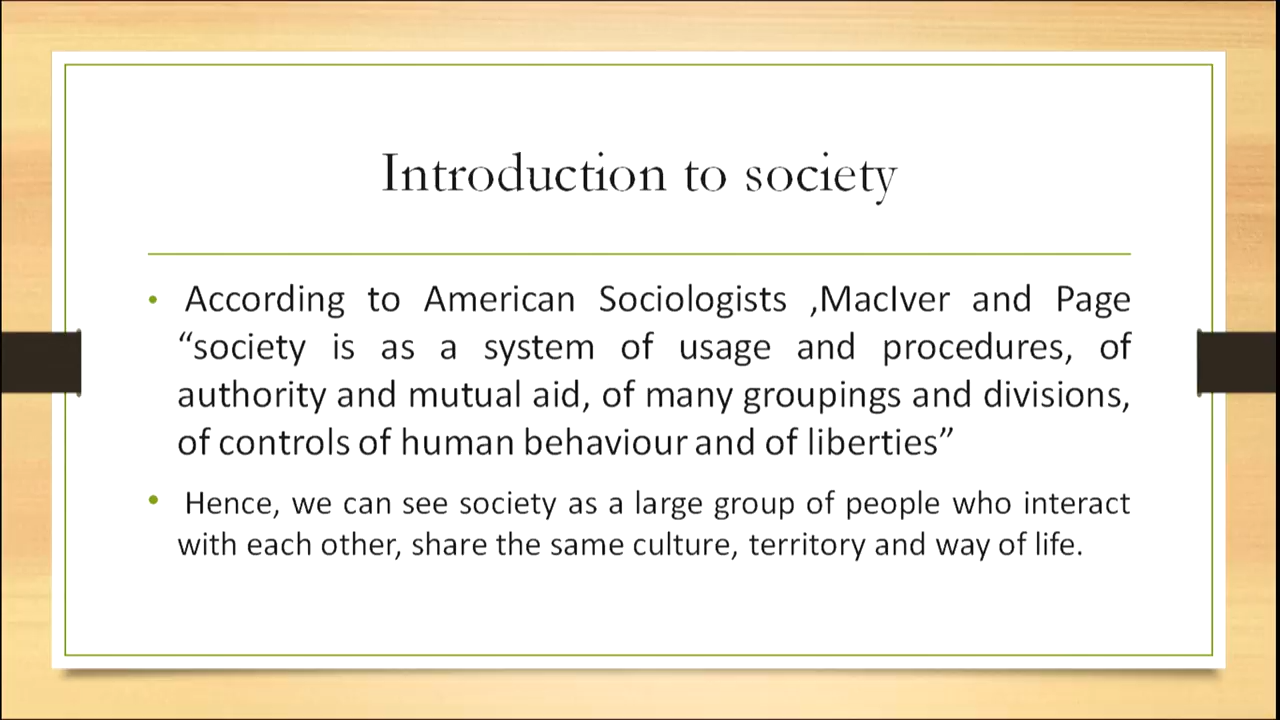 Introduction to society
• According to American Sociologists ,MacIver and Page
“society is as a system of usage and procedures, of
authority and mutual aid, of many groupings and divisions,
of controls of human behaviour and of liberties”
• Hence, we can see society as a large group of people who interact
with each other, share the same culture, territory and way of life.